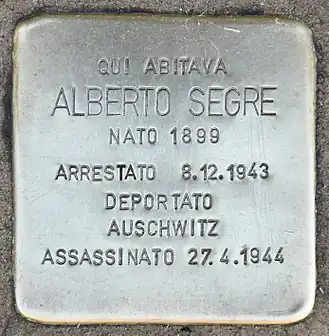 QUI ABITAVA
ALBERTO SEGRE
NATO 1899
ARRESTATO 8.12.1943
DEPORTATO
AUSCHWITZ
ASSASSINATO 27.4.1944